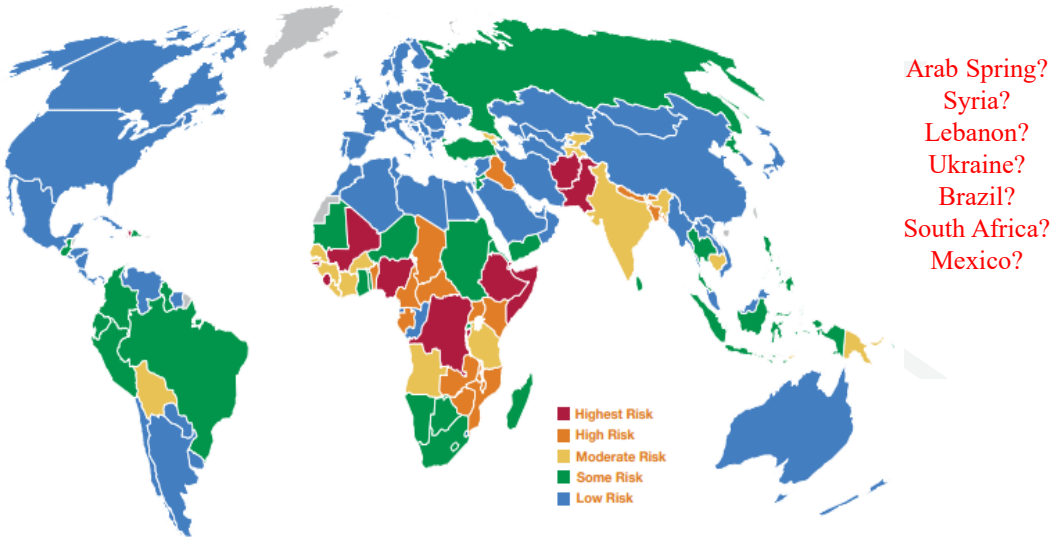 Arab Spring?
Syria?
Lebanon?
Ukraine?
Brazil?
South Africa?
Mexico?
Highest Risk
High Risk
Moderate Risk
Some Risk
Low Risk